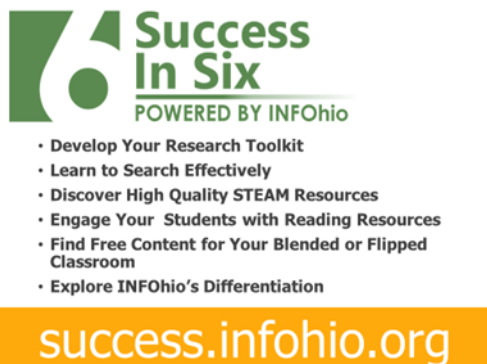 6 Success
In Six
POWERED BY INFOhio
• Develop Your Research Toolkit
• Learn to Search Effectively
• Discover High Quality STEAM Resources
• Engage Your Students with Reading Resources
• Find Free Content for Your Blended or Flipped
Classroom
• Explore INFOhio's Differentiation
success.infohio.org